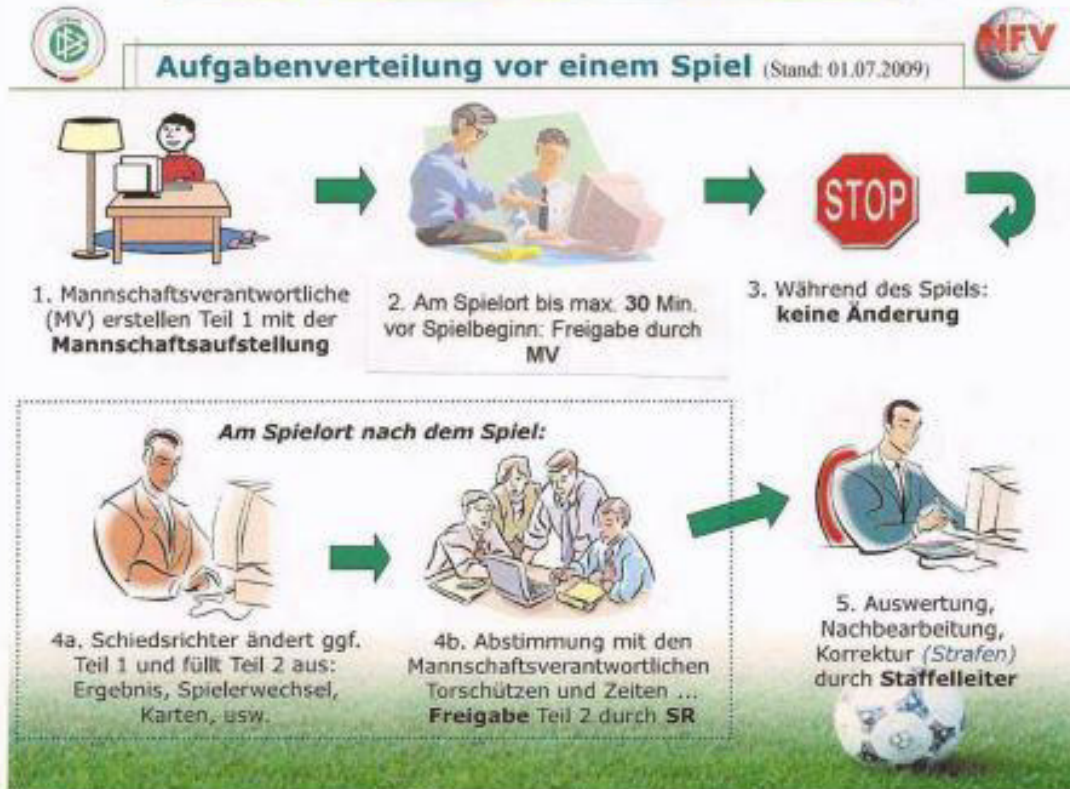 NFV
Aufgabenverteilung vor einem Spiel (Stand: 01.07.2009)
STOP
1. Mannschaftsverantwortliche
(MV) erstellen Teil 1 mit der
Mannschaftsaufstellung
2. Am Spielort bis max. 30 Min.
vor Spielbeginn: Freigabe durch
MV
3. Während des Spiels:
keine Änderung
Am Spielort nach dem Spiel:
4a. Schiedsrichter ändert ggf.
Teil 1 und füllt Teil 2 aus:
Ergebnis, Spielerwechsel,
Karten, usw.
4b. Abstimmung mit den
Mannschaftsverantwortlichen
Torschützen und Zeiten ...
Freigabe Teil 2 durch SR
5. Auswertung,
Nachbearbeitung,
Korrektur (Strafen)
durch Staffelleiter